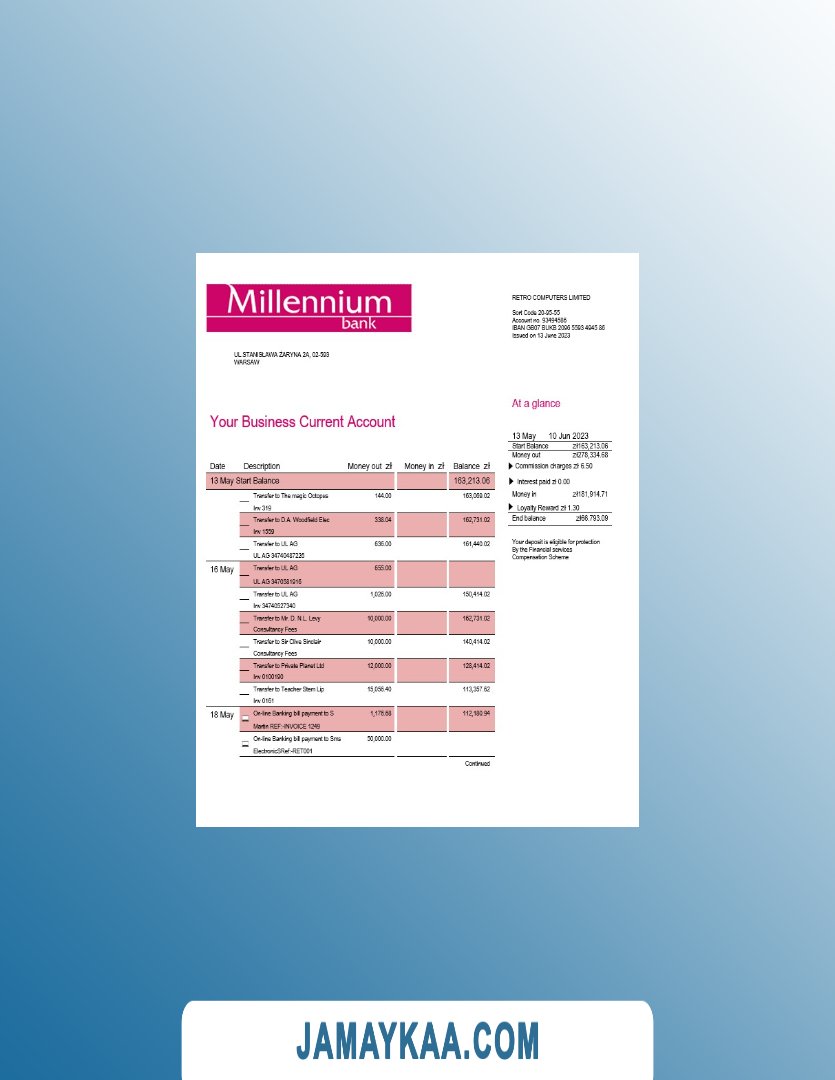 Millennium
bank
RETRO COMPUTERS LIMITED
Sort Code 20-95-55
Account no. 93494586
IBAN GB07 BUKB 2096 5593 4945 86
Issued on 13 June 2023
UL.STANISŁAWA ŻARYNA 2A, 02-593
WARSAW
At a glance
Your Business Current Account
13 May 10 Jun 2023
Start Balance zł163,213.06
Money out zł278,334.68
Commission charges zł 6.50
Interest paid zł 0.00
Money in zł181,914.71
Loyalty Reward zł 1.30
End balance zł66,793.09
Your deposit is eligible for protection
By the Financial services
Compensation Scheme
Date Description Money out zł Money in zł Balance zł
13 May Start Balance 163,213.06
Transfer to The magic Octopas 144.00 163,069.02
Inv 319
Transfer to D.A. Woodfield Elec 338.04 162,731.02
Inv 1559
Transfer to UL AG 636.00 161,440.02
UL AG 34740487226
16 May Transfer to UL AG 655.00
UL AG 3470581916
Transfer to UL AG 1,026.00 150,414.02
Inv 34740527340
Transfer to Mr. D. N.L. Levy 10,000.00 162,731.02
Consultancy Fees
Transfer to Sir Clive Sinclair 10,000.00 140,414.02
Consultancy Fees
Transfer to Private Planet Ltd 12,000.00 128,414.02
Inv 0100190
Transfer to Teacher Stern Lip 15,056.40 113,357.62
Inv 0151
18 May On-line Banking bill payment to S 1,176.68 112,180.94
Martin REF:-INVOICE 1249
On-line Banking bill payment to Sms 50,000.00
ElectronicSRef:-RET001
Continued
JAMAYKAA.COM